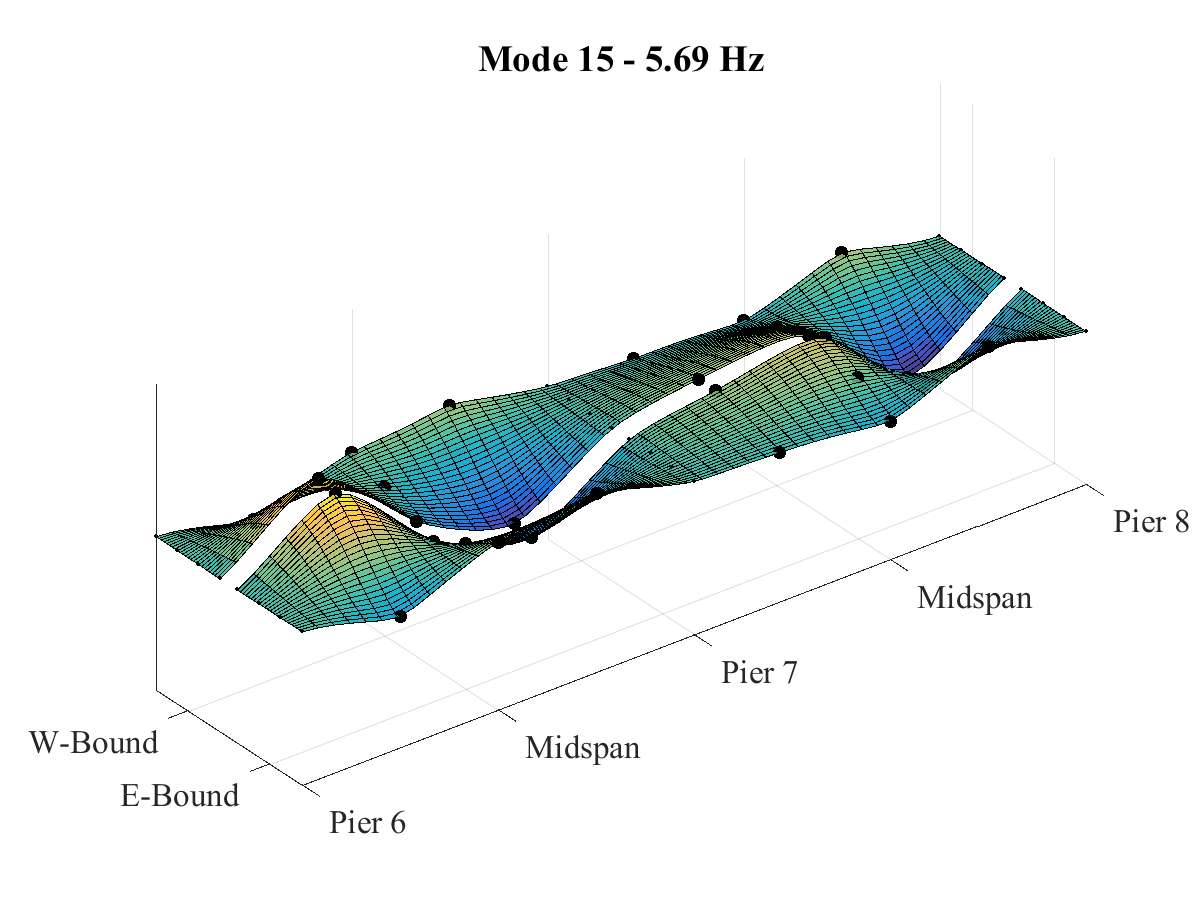 Mode 15 - 5.69 Hz
Pier 8
Midspan
Pier 7
W-Bound
Midspan
E-Bound
Pier 6